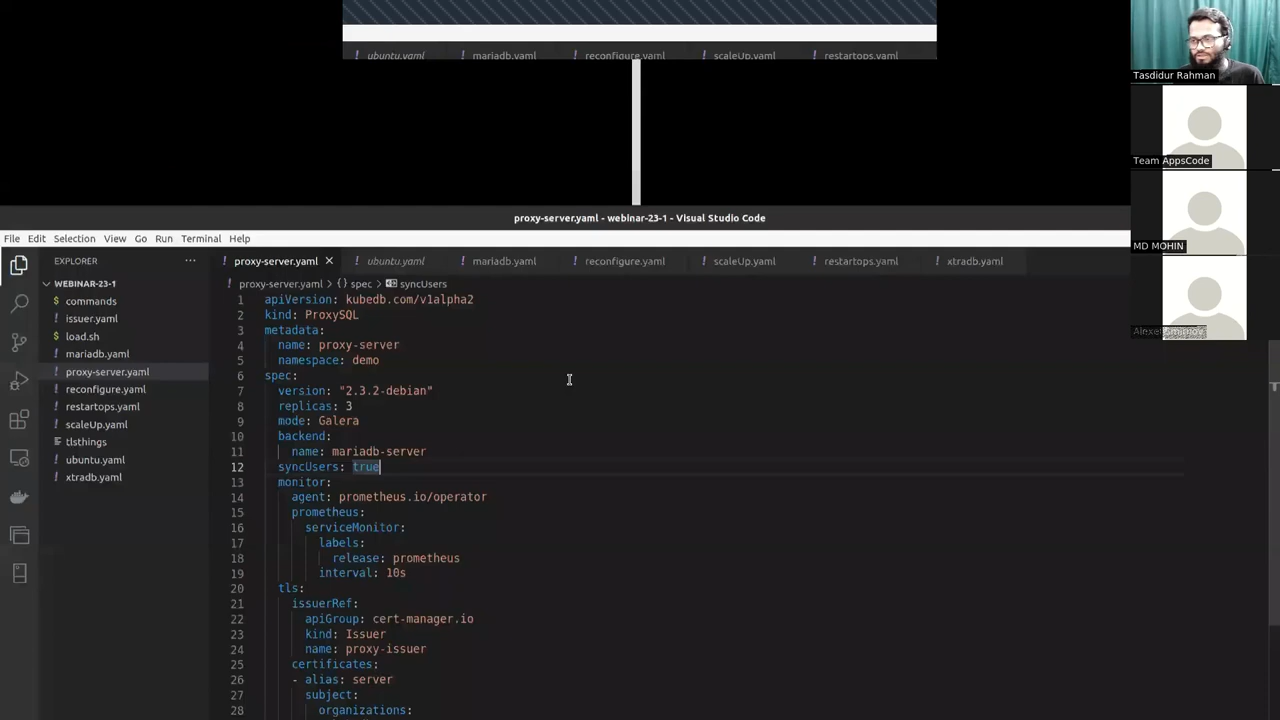 ubuntu.yaml ! mariadb.yaml ! reconfigure.yaml ! scaleUp.yaml ! restartops.yaml
Tasdidur Rahman
Team AppsCode
MD MOHIN
proxy-server.yaml - webinar-23-1 - Visual Studio Code
File Edit Selection View Go Run Terminal Help
EXPLORER ...
! proxy-server.yaml × ! ubuntu.yaml ! mariadb.yaml ! reconfigure.yaml ! scaleUp.yaml ! restartops.yaml ! xtradb.yaml
WEBINAR-23-1
$ commands
! issuer.yaml
$ load.sh
! mariadb.yaml
! proxy-server.yaml
! reconfigure.yaml
! restartops.yaml
! scaleUp.yaml
tlsthings
! ubuntu.yaml
! xtradb.yaml
! proxy-server.yaml > {} spec > syncUsers
1 apiVersion: kubedb.com/v1alpha2
2 kind: ProxySQL
3 metadata:
4 name: proxy-server
5 namespace: demo
6 spec:
7 version: "2.3.2-debian"
8 replicas: 3
9 mode: Galera
10 backend:
11 name: mariadb-server
12 syncUsers: true
13 monitor:
14 agent: prometheus.io/operator
15 prometheus:
16 serviceMonitor:
17 labels:
18 release: prometheus
19 interval: 10s
20 tls:
21 issuerRef:
22 apiGroup: cert-manager.io
23 kind: Issuer
24 name: proxy-issuer
25 certificates:
26 - alias: server
27 subject:
28 organizations: